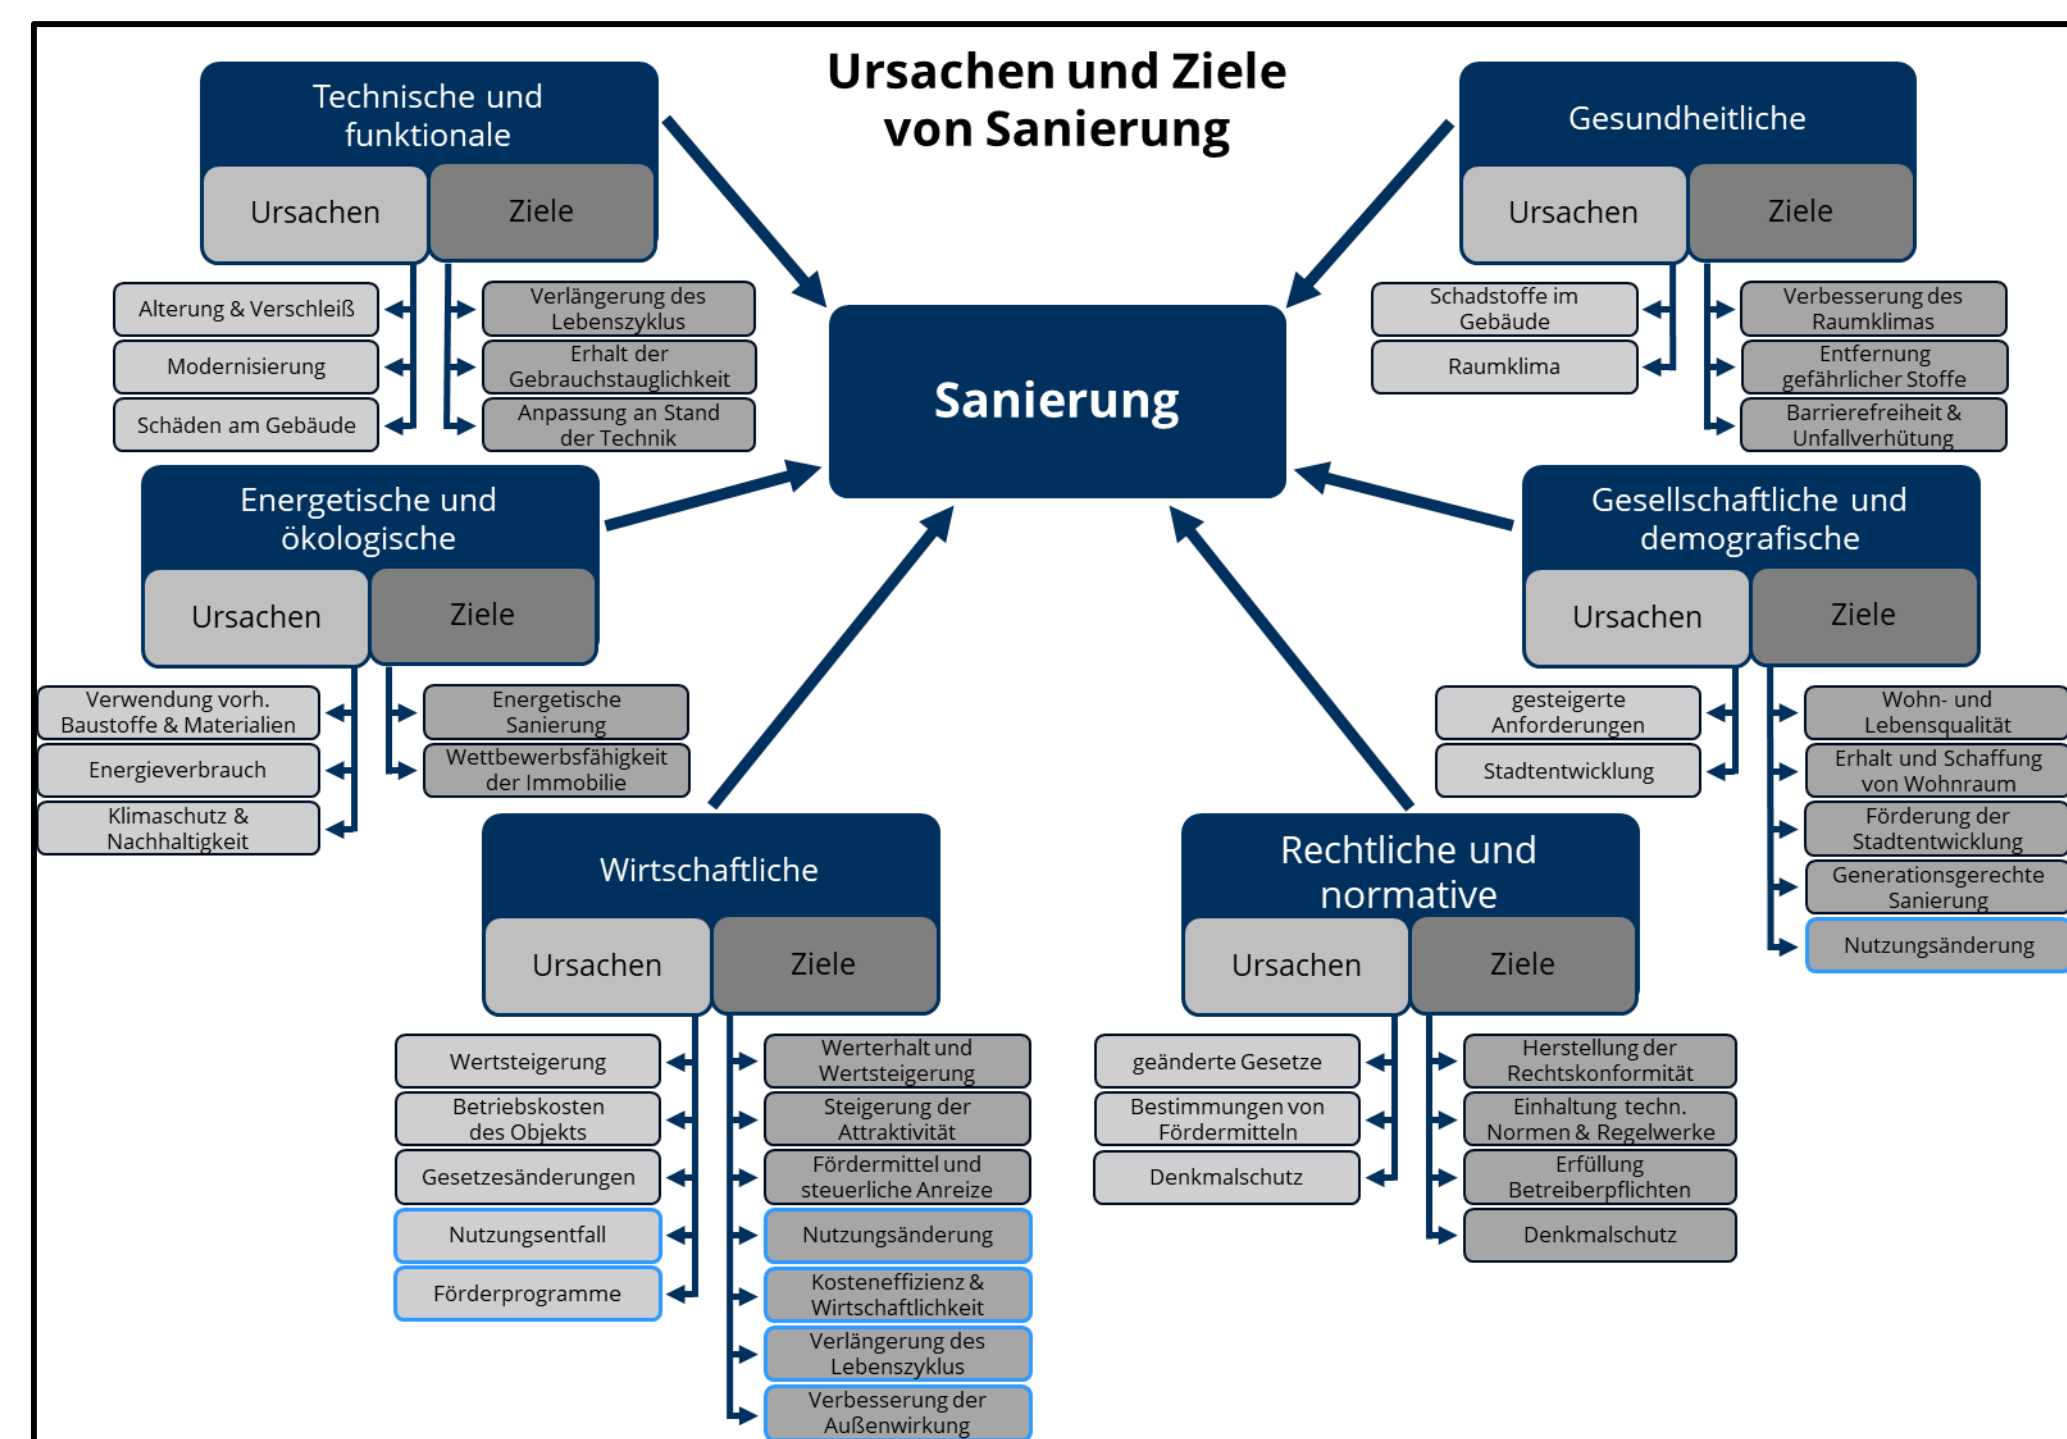 Ursachen und Ziele
von Sanierung
Technische und
funktionale
Ursachen
Ziele
Alterung & Verschleiß
Modernisierung
Schäden am Gebäude
Verlängerung des
Lebenszyklus
Erhalt der
Gebrauchstauglichkeit
Anpassung an Stand
der Technik
Gesundheitliche
Ursachen
Ziele
Schadstoffe im
Gebäude
Raumklima
Verbesserung des
Raumklimas
Entfernung
gefährlicher Stoffe
Barrierefreiheit &
Unfallverhütung
Sanierung
Energetische und
ökologische
Ursachen
Ziele
Verwendung vorh.
Baustoffe & Materialien
Energieverbrauch
Klimaschutz &
Nachhaltigkeit
Energetische
Sanierung
Wettbewerbsfähigkeit
der Immobilie
Gesellschaftliche und
demografische
Ursachen
Ziele
gesteigerte
Anforderungen
Stadtentwicklung
Wohn- und
Lebensqualität
Erhalt und Schaffung
von Wohnraum
Förderung der
Stadtentwicklung
Generationsgerechte
Sanierung
Nutzungsänderung
Wirtschaftliche
Ursachen
Ziele
Wertsteigerung
Betriebskosten
des Objekts
Gesetzesänderungen
Nutzungsentfall
Förderprogramme
Werterhalt und
Wertsteigerung
Steigerung der
Attraktivität
Fördermittel und
steuerliche Anreize
Nutzungsänderung
Kosteneffizienz &
Wirtschaftlichkeit
Verlängerung des
Lebenszyklus
Verbesserung der
Außenwirkung
Rechtliche und
normative
Ursachen
Ziele
geänderte Gesetze
Bestimmungen von
Fördermitteln
Denkmalschutz
Herstellung der
Rechtskonformität
Einhaltung techn.
Normen & Regelwerke
Erfüllung
Betreiberpflichten
Denkmalschutz